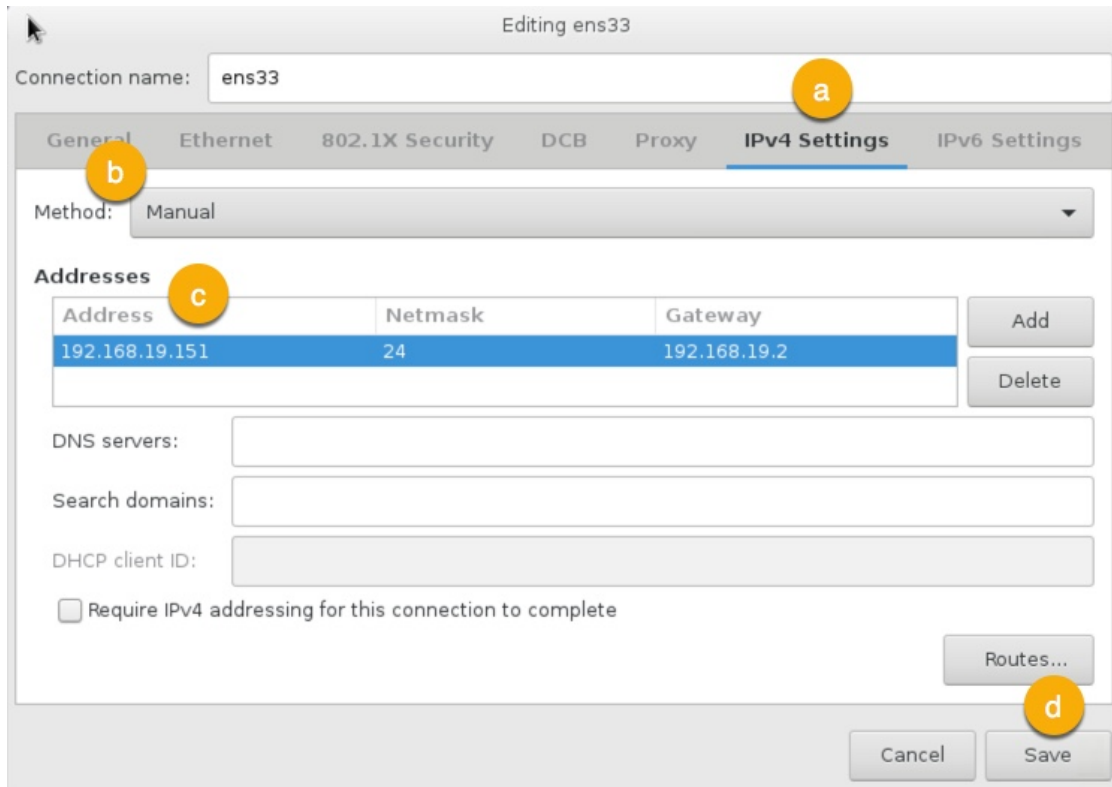 Editing ens33
Connection name: ens33
a
General Ethernet 802.1X Security DCB Proxy IPv4 Settings IPv6 Settings
b
Method: Manual
Addresses
c
Address Netmask Gateway
Add
192.168.19.151 24 192.168.19.2
Delete
DNS servers:
Search domains:
DHCP client ID:
Require IPv4 addressing for this connection to complete
Routes...
d
Cancel Save